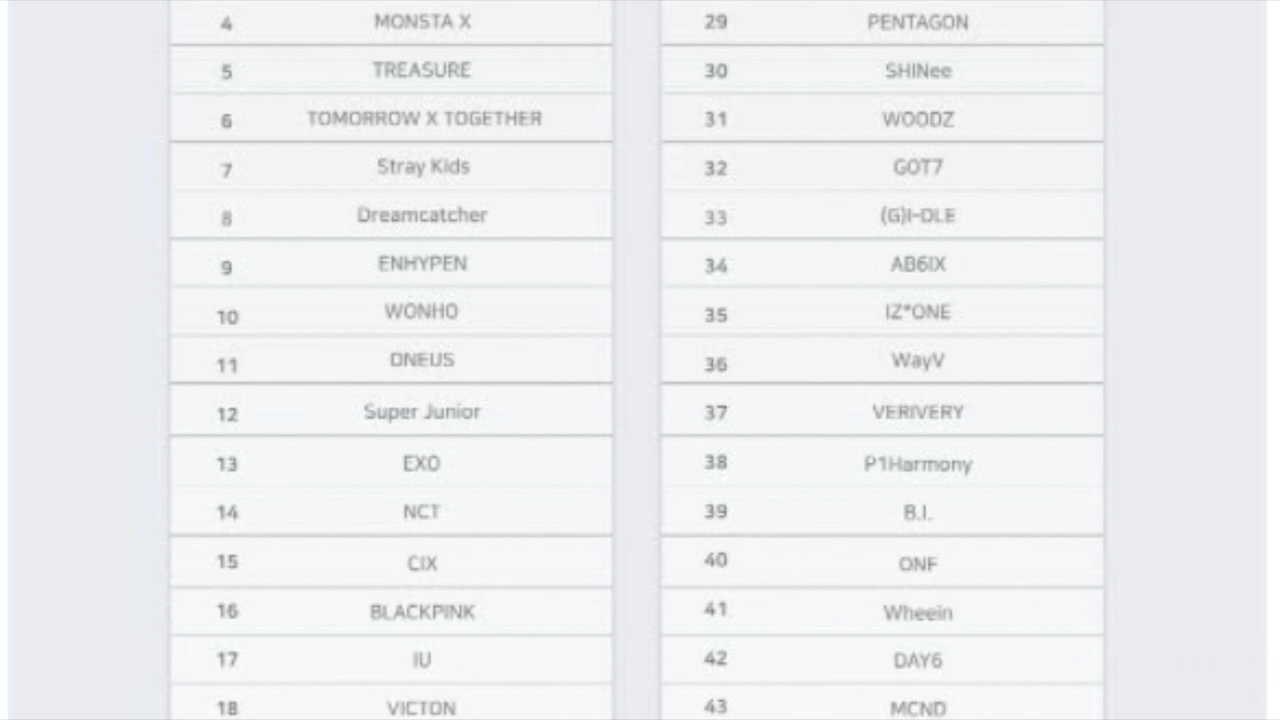 4 MONSTA X
5 TREASURE
6 TOMORROW X TOGETHER
7 Stray Kids
8 Dreamcatcher
9 ENHYPEN
10 WONHO
11 ONEUS
12 Super Junior
13 EXO
14 NCT
15 CIX
16 BLACKPINK
17 IU
18 VICTON
29 PENTAGON
30 SHINee
31 WOODZ
32 GOT7
33 (G)I-DLE
34 AB6IX
35 IZ*ONE
36 WayV
37 VERIVERY
38 P1Harmony
39 B.I.
40 ONF
41 Wheein
42 DAY6
43 MCND